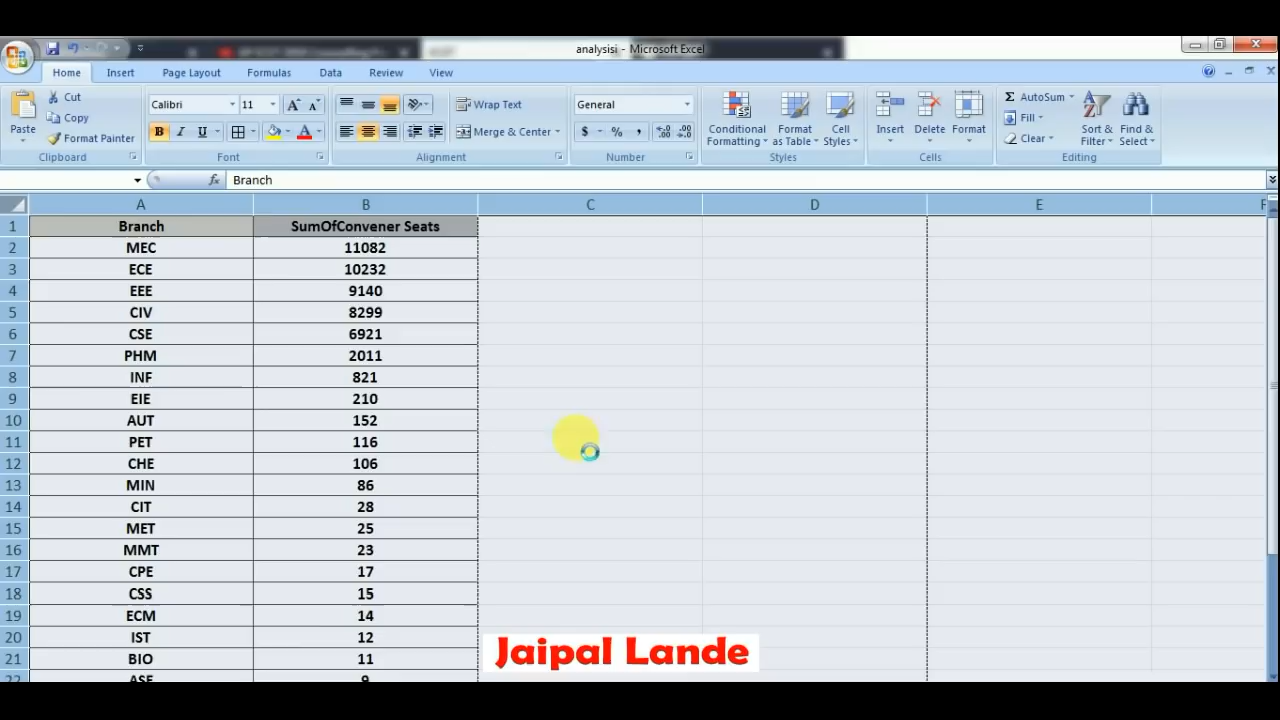 analysisi - Microsoft Excel
Home Insert Page Layout Formulas Data Review View
Paste
Cut
Copy
Format Painter
Clipboard
Calibri 11
B I U
Font
Wrap Text
Merge & Center
Alignment
General
$ % ,
Number
Conditional Formatting
Format as Table
Cell Styles
Styles
Insert Delete Format
Cells
AutoSum
Fill
Clear
Sort & Filter
Find & Select
Editing
fx Branch
A B C D E F
1 Branch SumOfConvener Seats
2 MEC 11082
3 ECE 10232
4 EEE 9140
5 CIV 8299
6 CSE 6921
7 PHM 2011
8 INF 821
9 EIE 210
10 AUT 152
11 PET 116
12 CHE 106
13 MIN 86
14 CIT 28
15 MET 25
16 MMT 23
17 CPE 17
18 CSS 15
19 ECM 14
20 IST 12
21 BIO 11
22 ASE 9
Jaipal Lande